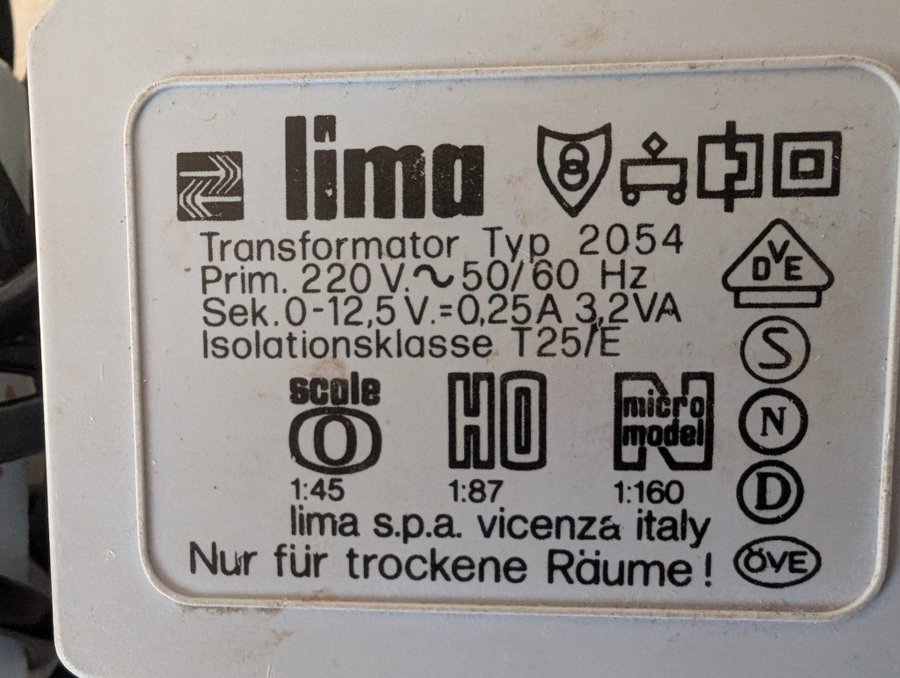 lima
Transformator Typ 2054
Prim. 220 V.~50/60 Hz
Sek. 0-12,5 V.=0,25A 3,2VA
Isolationsklasse T25/E
DVE
S
N
D
ÖVE
scale
O
1:45
HO
1:87
N
micro
model
1:160
lima s.p.a. vicenza italy
Nur für trockene Räume!